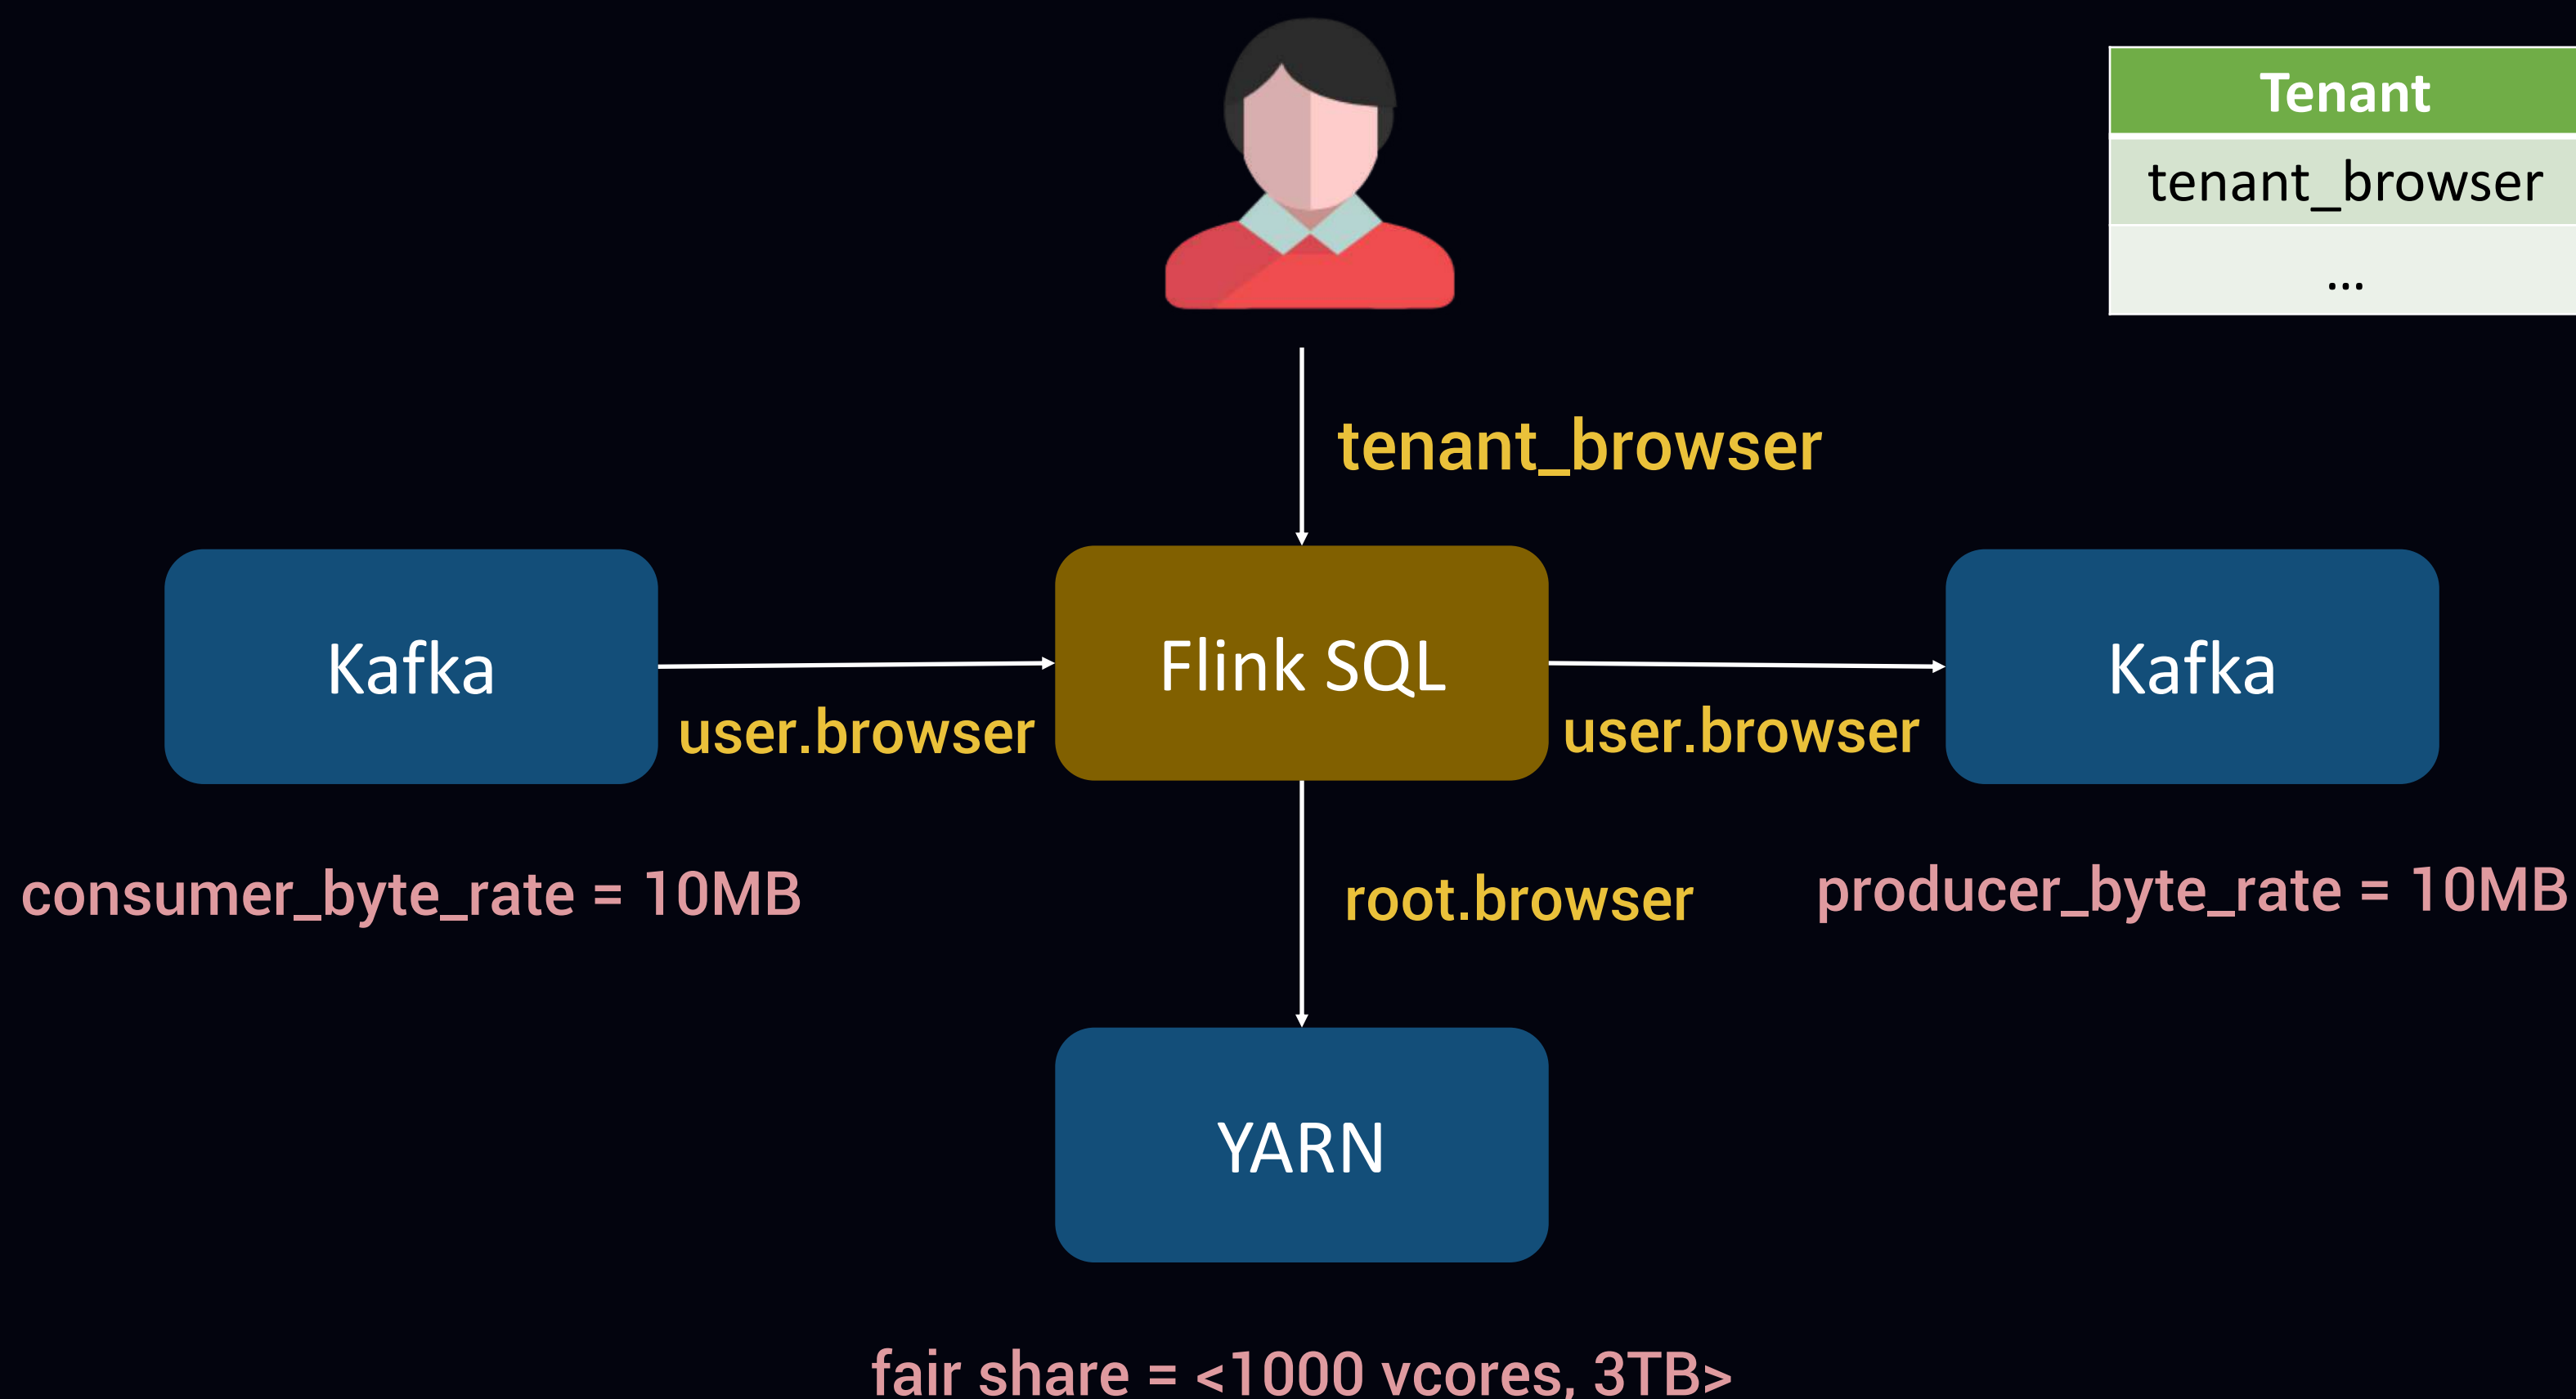 Tenant
tenant_browser
...
tenant_browser
Kafka
Flink SQL
Kafka
user.browser
user.browser
consumer_byte_rate = 10MB
root.browser
producer_byte_rate = 10MB
YARN
fair share = <1000 vcores, 3TB>